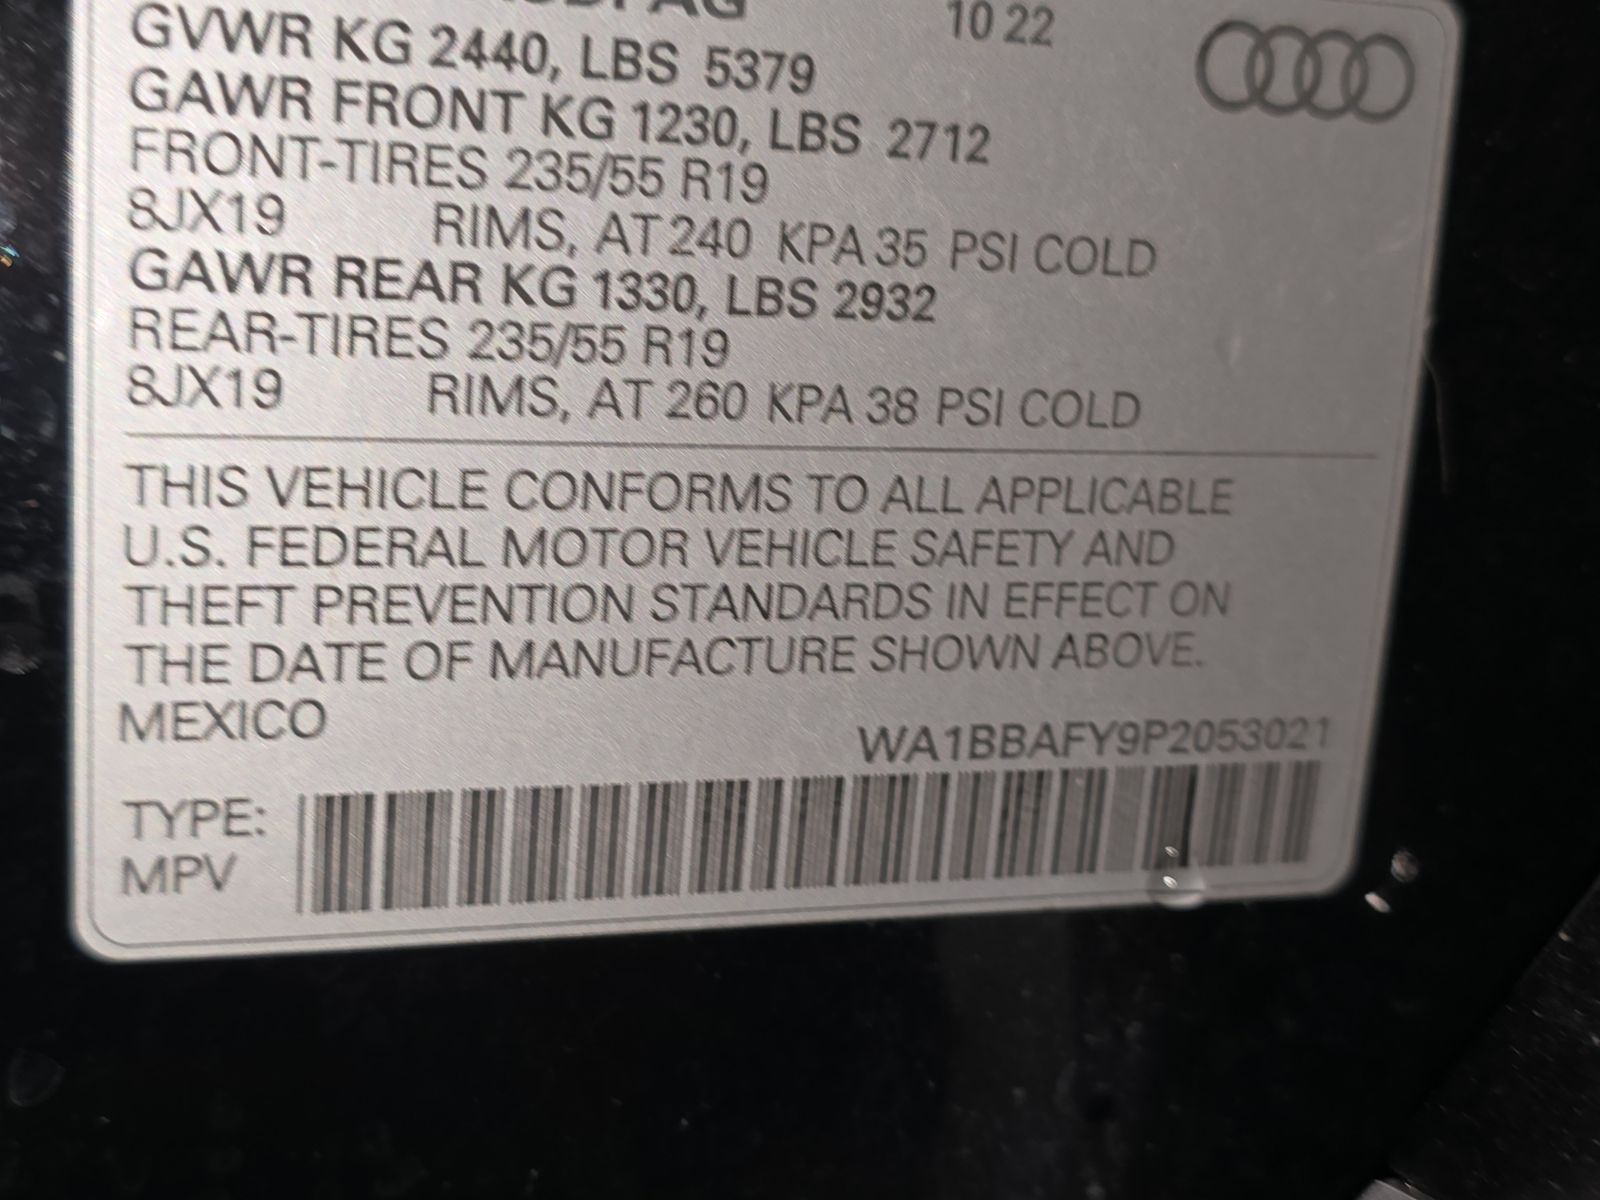 AG
10 22
GVWR KG 2440, LBS 5379
GAWR FRONT KG 1230, LBS 2712
FRONT-TIRES 235/55 R19
8JX19 RIMS, AT 240 KPA 35 PSI COLD
GAWR REAR KG 1330, LBS 2932
REAR-TIRES 235/55 R19
8JX19 RIMS, AT 260 KPA 38 PSI COLD
THIS VEHICLE CONFORMS TO ALL APPLICABLE
U.S. FEDERAL MOTOR VEHICLE SAFETY AND
THEFT PREVENTION STANDARDS IN EFFECT ON
THE DATE OF MANUFACTURE SHOWN ABOVE.
MEXICO
WA1BBAFY9P2053021
TYPE:
MPV